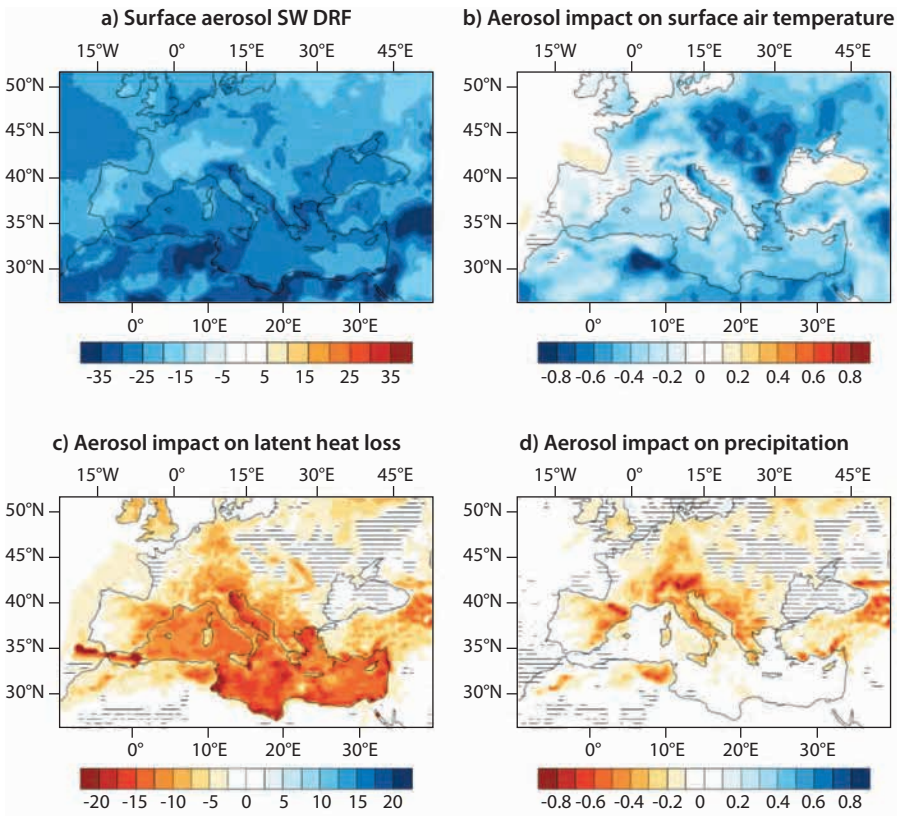 a) Surface aerosol SW DRF
15°W 0° 15°E 30°E 45°E
50°N
45°N
40°N
35°N
30°N
0° 10°E 20°E 30°E
-35 -25 -15 -5 5 15 25 35
b) Aerosol impact on surface air temperature
15°W 0° 15°E 30°E 45°E
50°N
45°N
40°N
35°N
30°N
0° 10°E 20°E 30°E
-0.8 -0.6 -0.4 -0.2 0 0.2 0.4 0.6 0.8
c) Aerosol impact on latent heat loss
15°W 0° 15°E 30°E 45°E
50°N
45°N
40°N
35°N
30°N
0° 10°E 20°E 30°E
-20 -15 -10 -5 0 5 10 15 20
d) Aerosol impact on precipitation
15°W 0° 15°E 30°E 45°E
50°N
45°N
40°N
35°N
30°N
0° 10°E 20°E 30°E
-0.8 -0.6 -0.4 -0.2 0 0.2 0.4 0.6 0.8